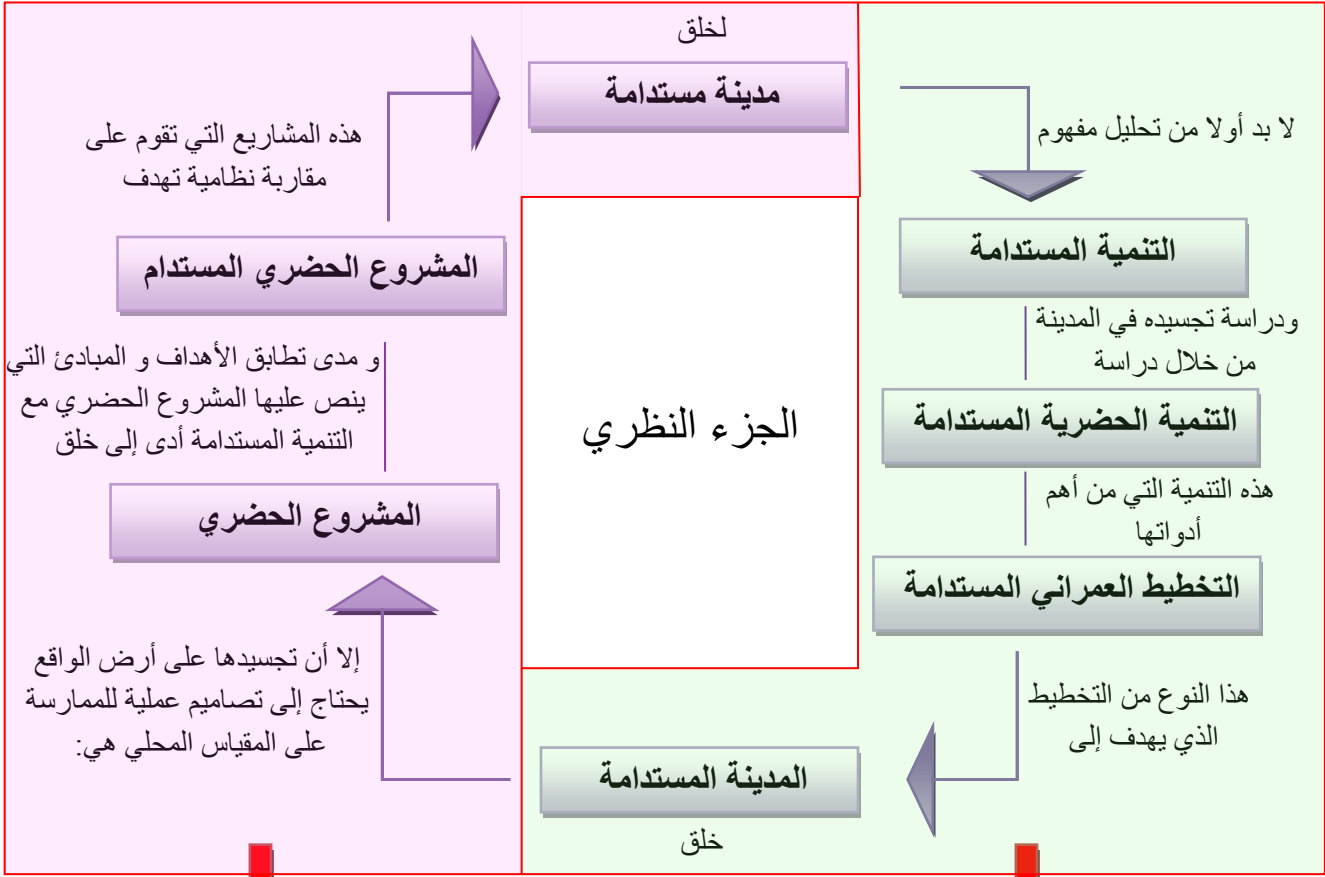 لخلق
مدينة مستدامة
لا بد أولا من تحليل مفهوم
التنمية المستدامة
ودراسة تجسيده في المدينة
من خلال دراسة
التنمية الحضرية المستدامة
هذه التنمية التي من أهم
أدواتها
التخطيط العمراني المستدامة
هذا النوع من التخطيط
الذي يهدف إلى
خلق
المدينة المستدامة
إلا أن تجسيدها على أرض الواقع
يحتاج إلى تصاميم عملية للممارسة
على المقياس المحلي هي:
المشروع الحضري
و مدى تطابق الأهداف و المبادئ التي
ينص عليها المشروع الحضري مع
التنمية المستدامة أدى إلى خلق
المشروع الحضري المستدام
هذه المشاريع التي تقوم على
مقاربة نظامية تهدف
الجزء النظري